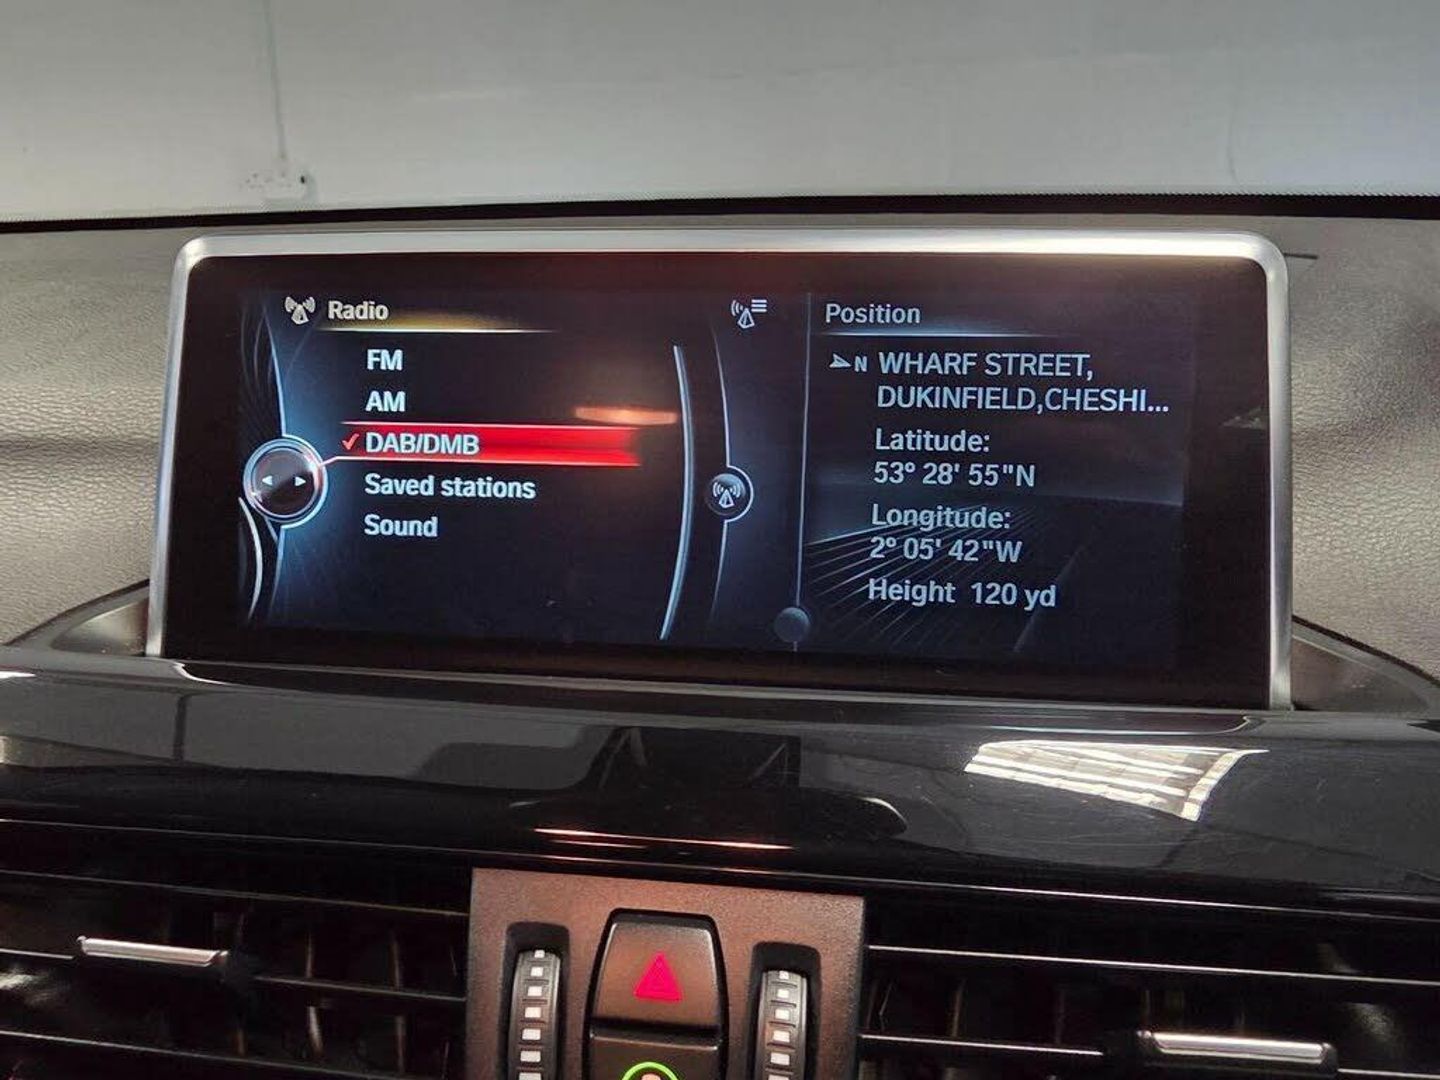 Radio
FM
AM
DAB/DMB
Saved stations
Sound
Position
N WHARF STREET,
DUKINFIELD,CHESHI...
Latitude:
53° 28' 55"N
Longitude:
2° 05' 42"W
Height 120 yd